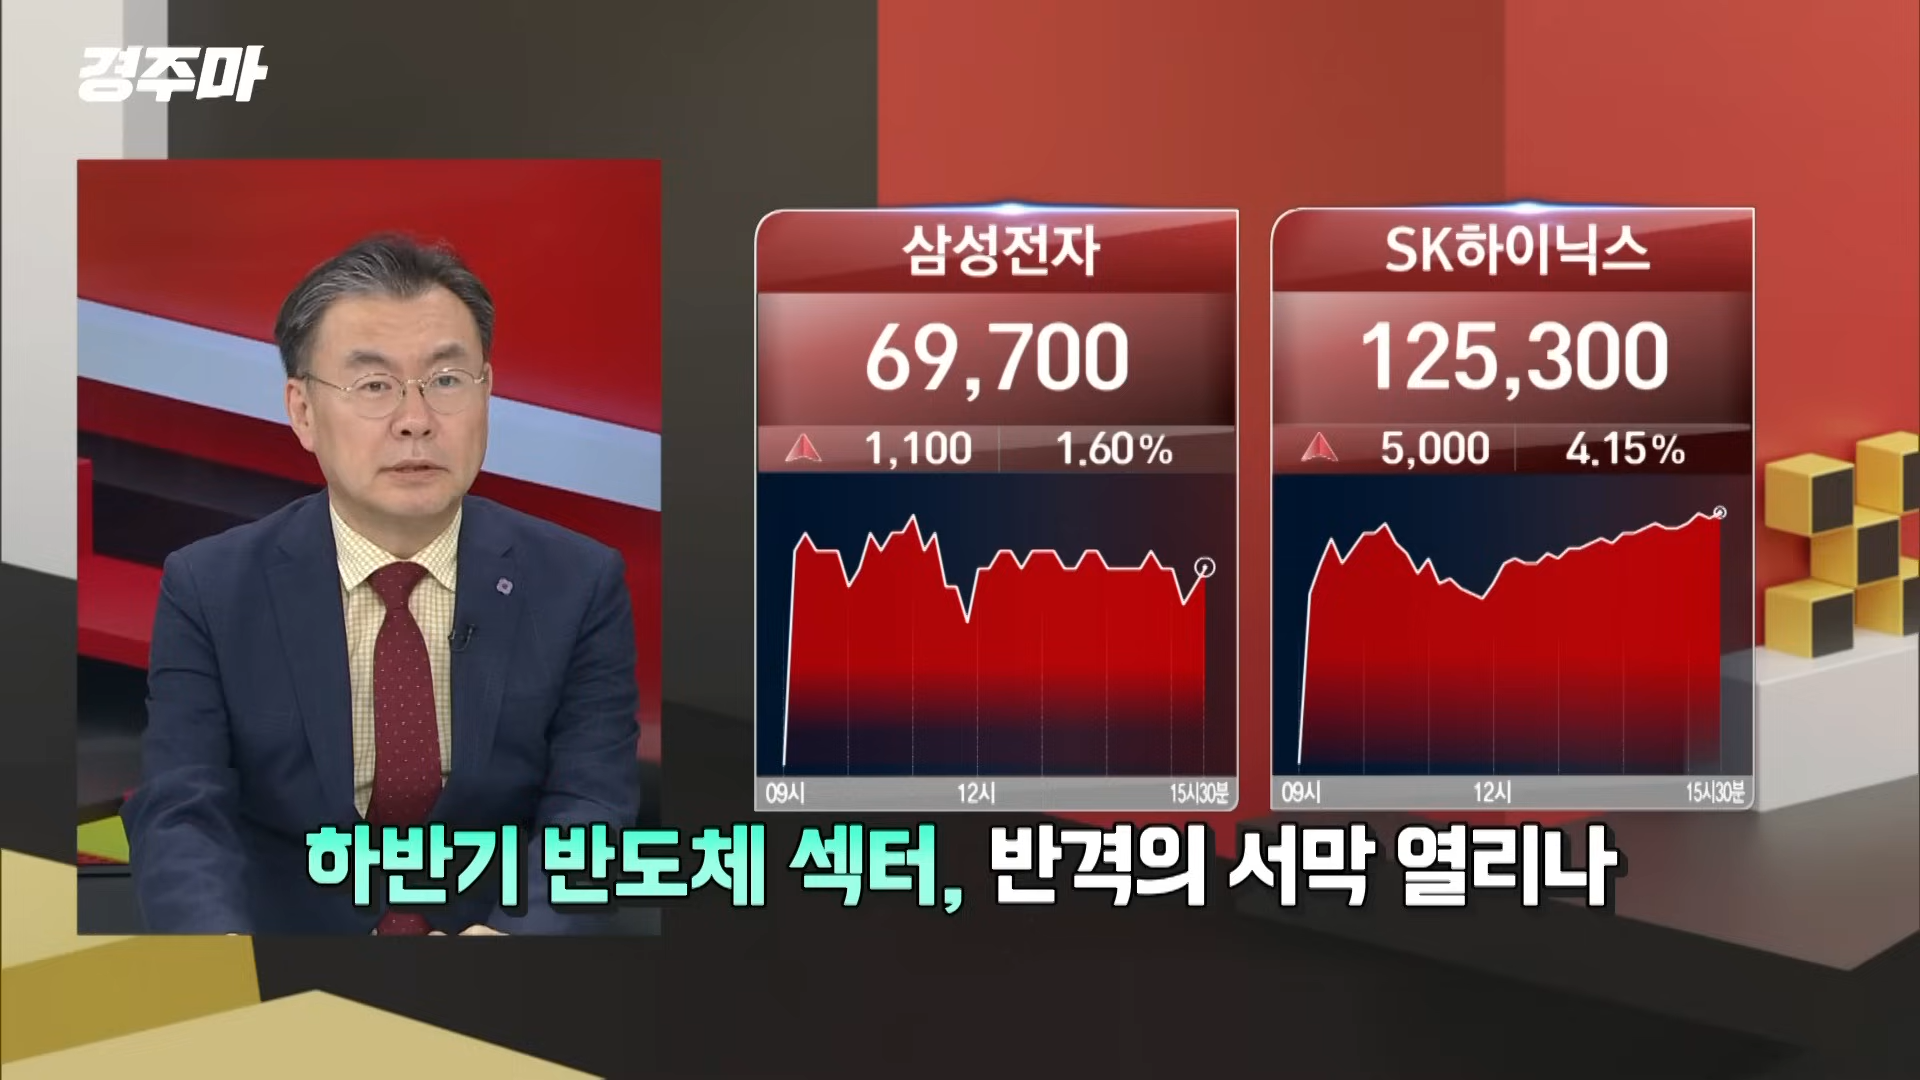 경주마
삼성전자
69,700
▲ 1,100 1.60%
09시 12시 15시30분
SK하이닉스
125,300
▲ 5,000 4.15%
09시 12시 15시30분
하반기 반도체 섹터, 반격의 서막 열리나